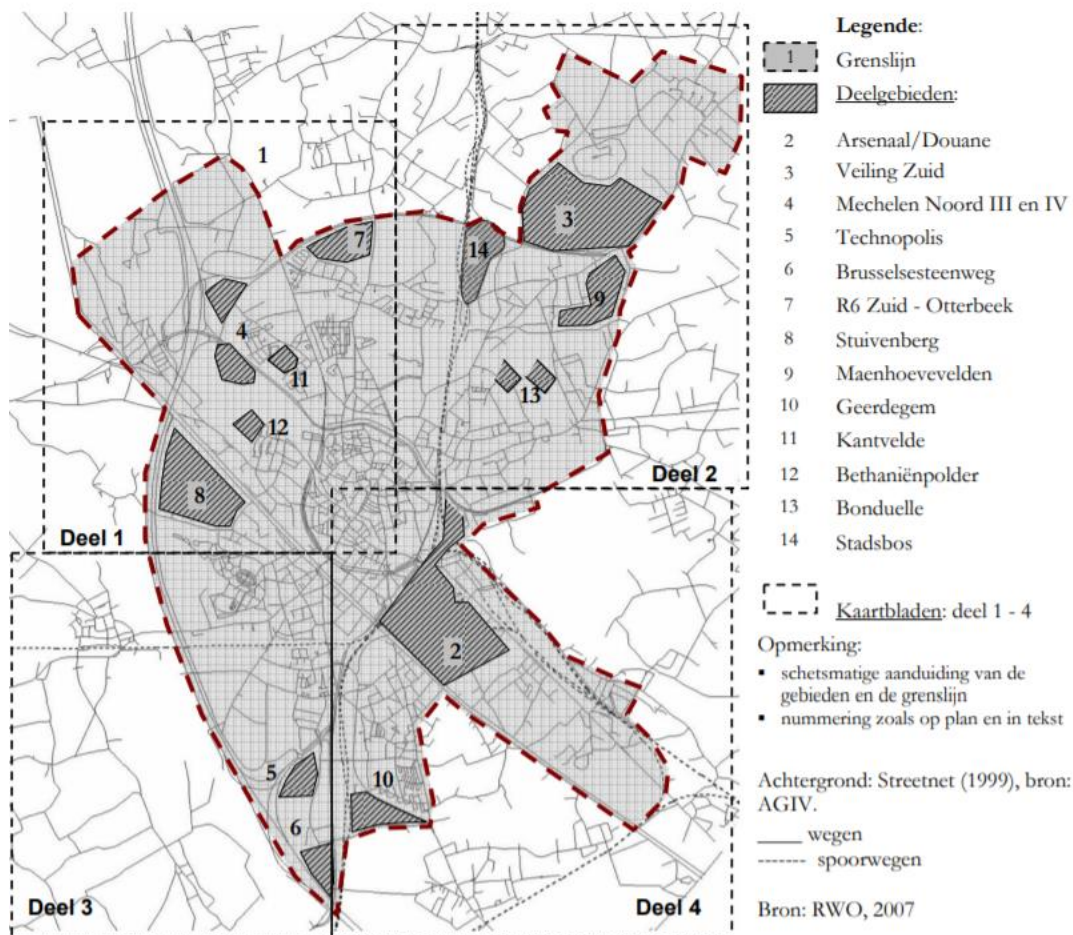 Legende:
1 Grenslijn
Deelgebieden:
2 Arsenaal/Douane
3 Veiling Zuid
4 Mechelen Noord III en IV
5 Technopolis
6 Brusselsesteenweg
7 R6 Zuid - Otterbeek
8 Stuivenberg
9 Maenhoevevelden
10 Geerdegem
11 Kantvelde
12 Bethaniënpolder
13 Bonduelle
14 Stadsbos
Kaartbladen: deel 1 - 4
Opmerking:
▪ schetsmatige aanduiding van de
gebieden en de grenslijn
▪ nummering zoals op plan en in tekst
Achtergrond: Streetnet (1999), bron:
AGIV.
wegen
spoorwegen
Bron: RWO, 2007
1
3
7
14
9
4
11
13
12
Deel 2
8
Deel 1
2
5
10
6
Deel 3
Deel 4